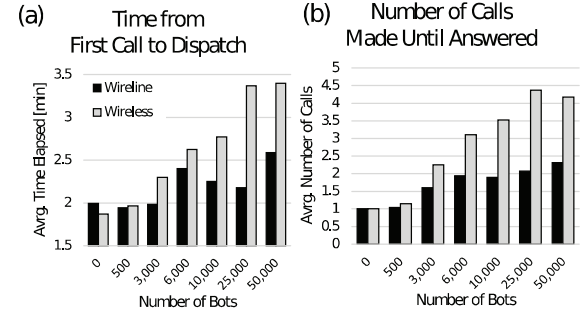 (a)
Time from
First Call to Dispatch
Avrg. Time Elapsed [min]
3.5
3
2.5
2
1.5
Wireline
Wireless
0
500
3,000
6,000
10,000
25,000
50,000
Number of Bots
(b)
Number of Calls
Made Until Answered
Avrg. Number of Calls
5
4.5
4
3.5
3
2.5
2
1.5
1
0.5
0
0
500
3,000
6,000
10,000
25,000
50,000
Number of Bots